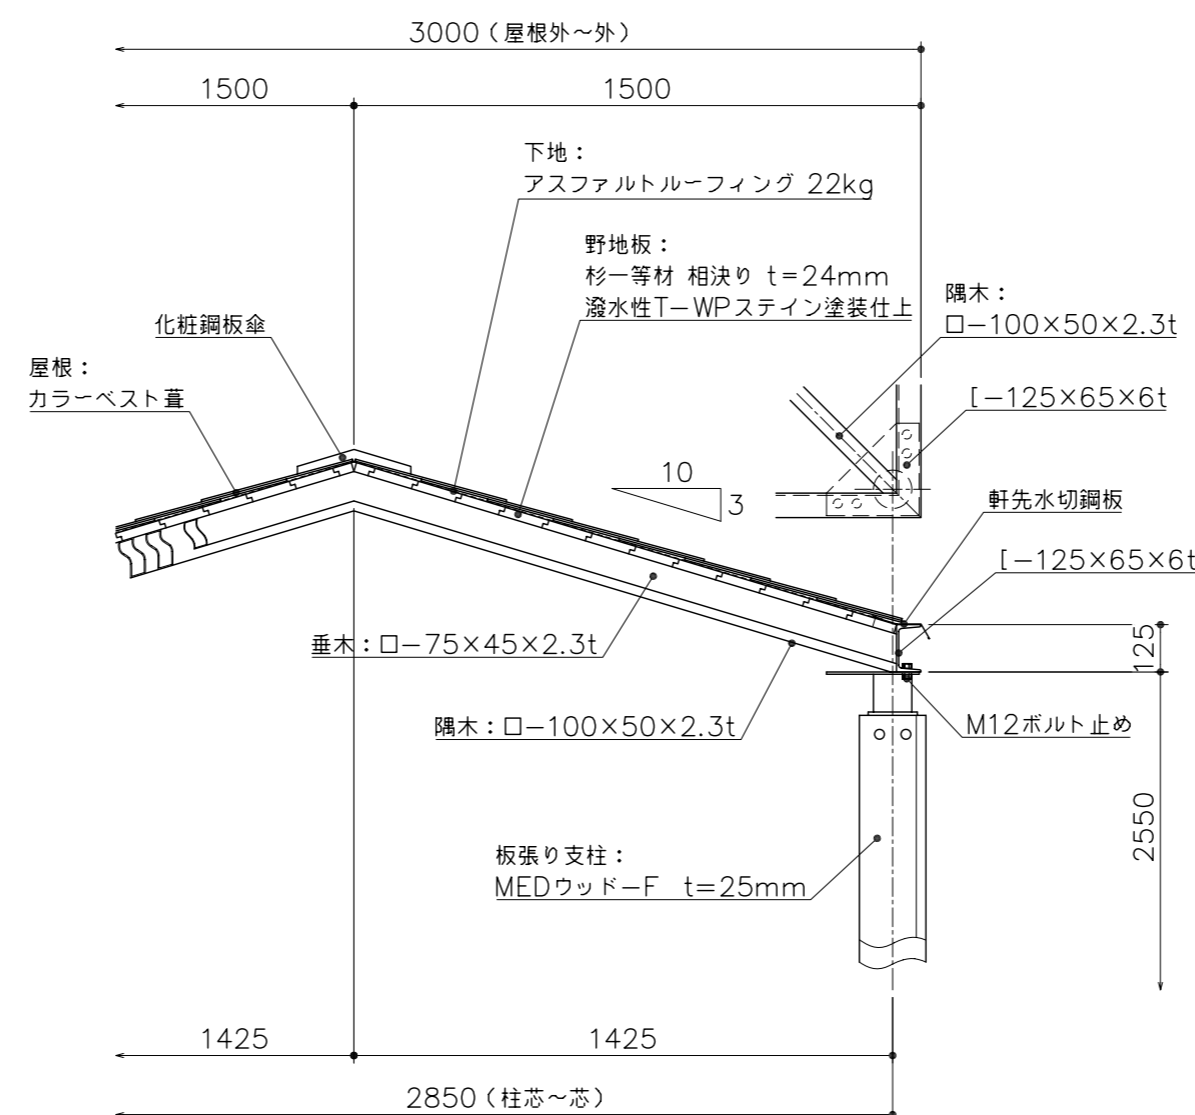 3000（屋根外～外）
1500
1500
下地：
アスファルトルーフィング 22kg
野地板：
杉一等材 相決り t=24mm
潑水性T－WPステイン塗装仕上
隅木：
ロ－100×50×2.3t
化粧鋼板傘
屋根：
カラーベスト葺
[－125×65×6t
10
3
軒先水切鋼板
[－125×65×6t
垂木：ロ－75×45×2.3t
125
隅木：ロ－100×50×2.3t
M12ボルト止め
2550
板張り支柱：
MEDウッド－F t=25mm
1425
1425
2850（柱芯～芯）